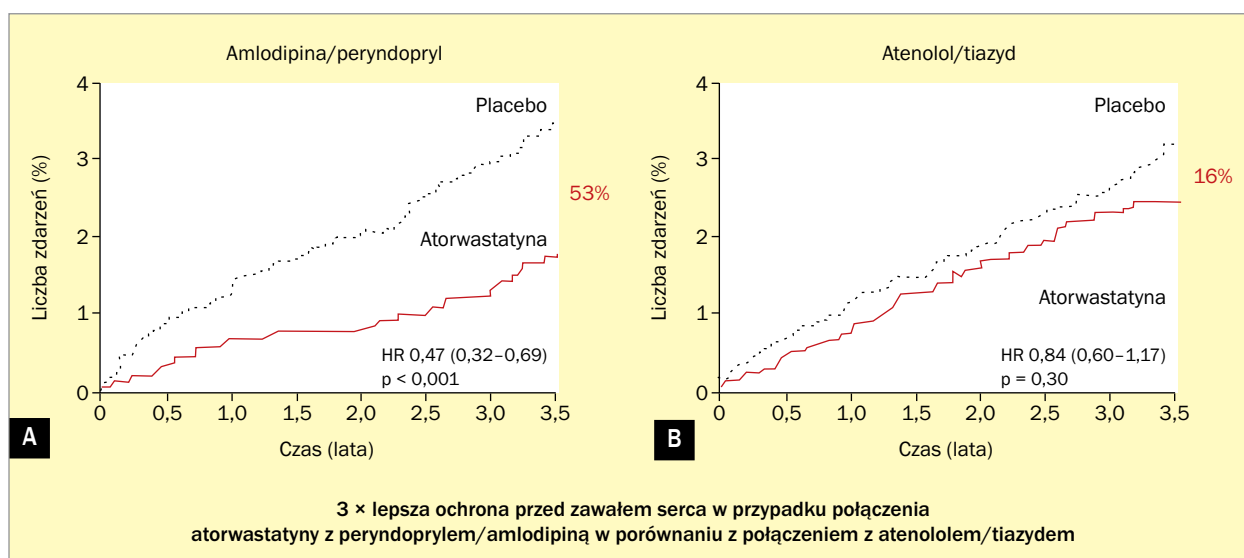 Amlodipina/peryndopryl
4
3
2
1
0
Liczba zdarzeń (%)
Placebo
53%
Atorwastatyna
HR 0,47 (0,32–0,69)
p < 0,001
0 0,5 1,0 1,5 2,0 2,5 3,0 3,5
Czas (lata)
A
Atenolol/tiazyd
4
3
2
1
0
Liczba zdarzeń (%)
Placebo
16%
Atorwastatyna
HR 0,84 (0,60–1,17)
p = 0,30
0 0,5 1,0 1,5 2,0 2,5 3,0 3,5
Czas (lata)
B
3 × lepsza ochrona przed zawałem serca w przypadku połączenia
atorwastatyny z peryndoprylem/amlodipiną w porównaniu z połączeniem z atenololem/tiazydem